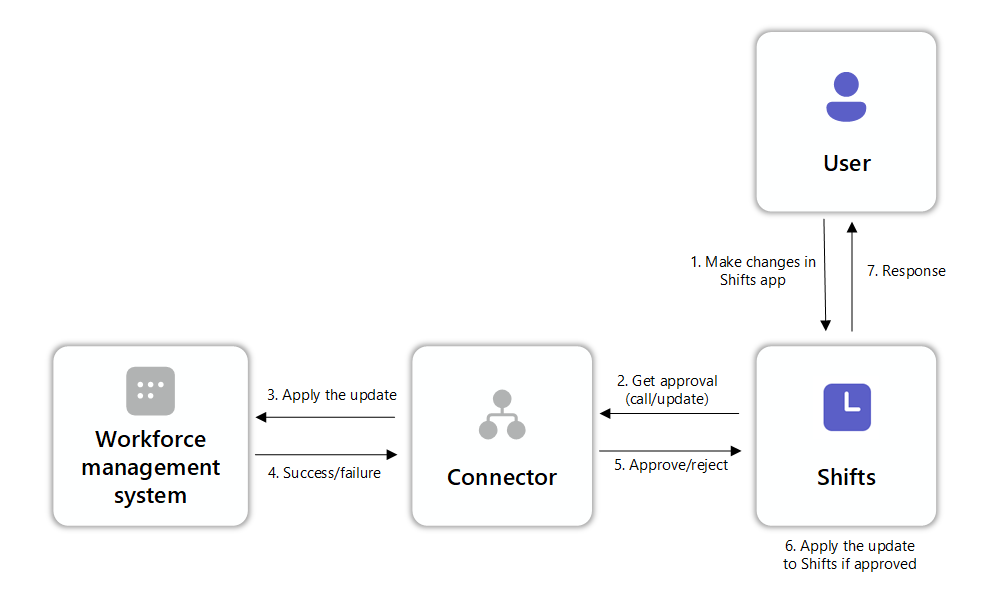 User
1. Make changes in
Shifts app
7. Response
2. Get approval
(call/update)
3. Apply the update
4. Success/failure
5. Approve/reject
Workforce
management
system
Connector
Shifts
6. Apply the update
to Shifts if approved